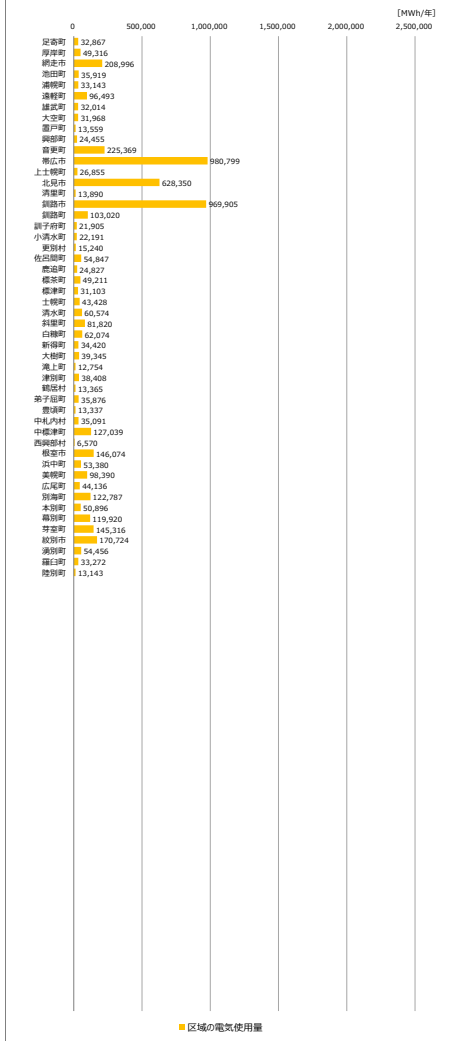 [MWh/年]
0 500,000 1,000,000 1,500,000 2,000,000 2,500,000
足寄町 32,867
厚岸町 49,316
網走市 208,996
池田町 35,919
浦幌町 33,143
遠軽町 96,493
雄武町 32,014
大空町 31,968
置戸町 13,559
興部町 24,455
音更町 225,369
帯広市 980,799
上士幌町 26,855
北見市 628,350
清里町 13,890
釧路市 969,905
釧路町 103,020
訓子府町 21,905
小清水町 22,191
更別村 15,240
佐呂間町 54,847
鹿追町 24,827
標茶町 49,211
標津町 31,103
士幌町 43,428
清水町 60,574
斜里町 81,820
白糠町 62,074
新得町 34,420
大樹町 39,345
滝上町 12,754
津別町 38,408
鶴居村 13,365
弟子屈町 35,876
豊頃町 13,337
中札内村 35,091
中標津町 127,039
西興部村 6,570
根室市 146,074
浜中町 53,380
美幌町 98,390
広尾町 44,136
別海町 122,787
本別町 50,896
幕別町 119,920
芽室町 145,316
紋別市 170,724
湧別町 54,456
羅臼町 33,272
陸別町 13,143
区域の電気使用量